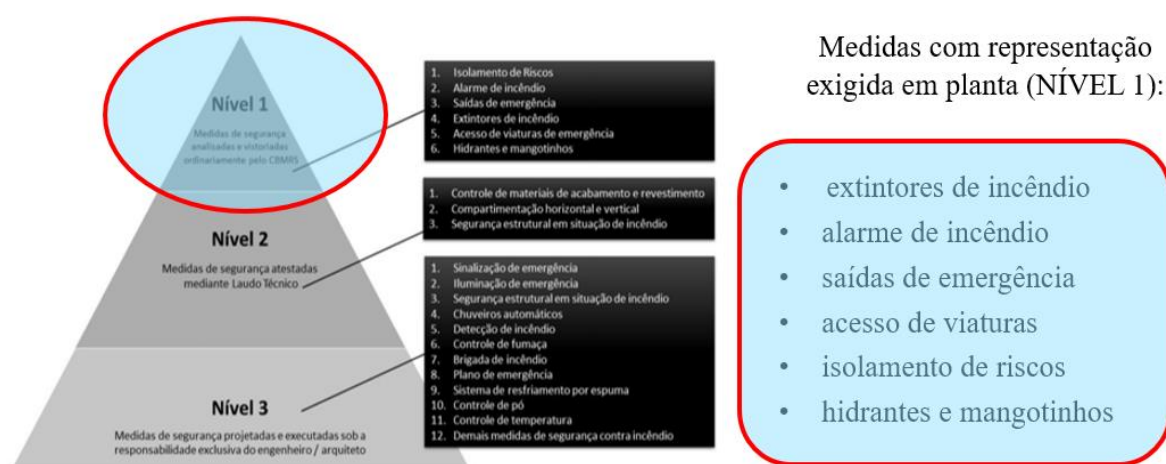 Nível 1
Medidas de segurança
analisadas e vistoriadas
ordinariamente pelo CBMRS
1. Isolamento de Riscos
2. Alarme de incêndio
3. Saídas de emergência
4. Extintores de incêndio
5. Acesso de viaturas de emergência
6. Hidrantes e mangotinhos
Nível 2
Medidas de segurança atestadas
mediante Laudo Técnico
1. Controle de materiais de acabamento e revestimento
2. Compartimentação horizontal e vertical
3. Segurança estrutural em situação de incêndio
Nível 3
Medidas de segurança projetadas e executadas sob a
responsabilidade exclusiva do engenheiro / arquiteto
1. Sinalização de emergência
2. Iluminação de emergência
3. Segurança estrutural em situação de incêndio
4. Chuveiros automáticos
5. Detecção de incêndio
6. Controle de fumaça
7. Brigada de incêndio
8. Plano de emergência
9. Sistema de resfriamento por espuma
10. Controle de pó
11. Controle de temperatura
12. Demais medidas de segurança contra incêndio
Medidas com representação
exigida em planta (NÍVEL 1):
• extintores de incêndio
• alarme de incêndio
• saídas de emergência
• acesso de viaturas
• isolamento de riscos
• hidrantes e mangotinhos